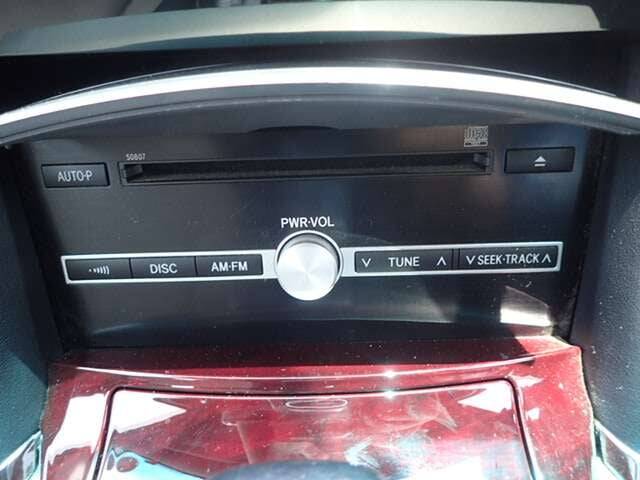 50807
AUTO·P
PWR·VOL
DISC AM·FM TUNE SEEK·TRACK